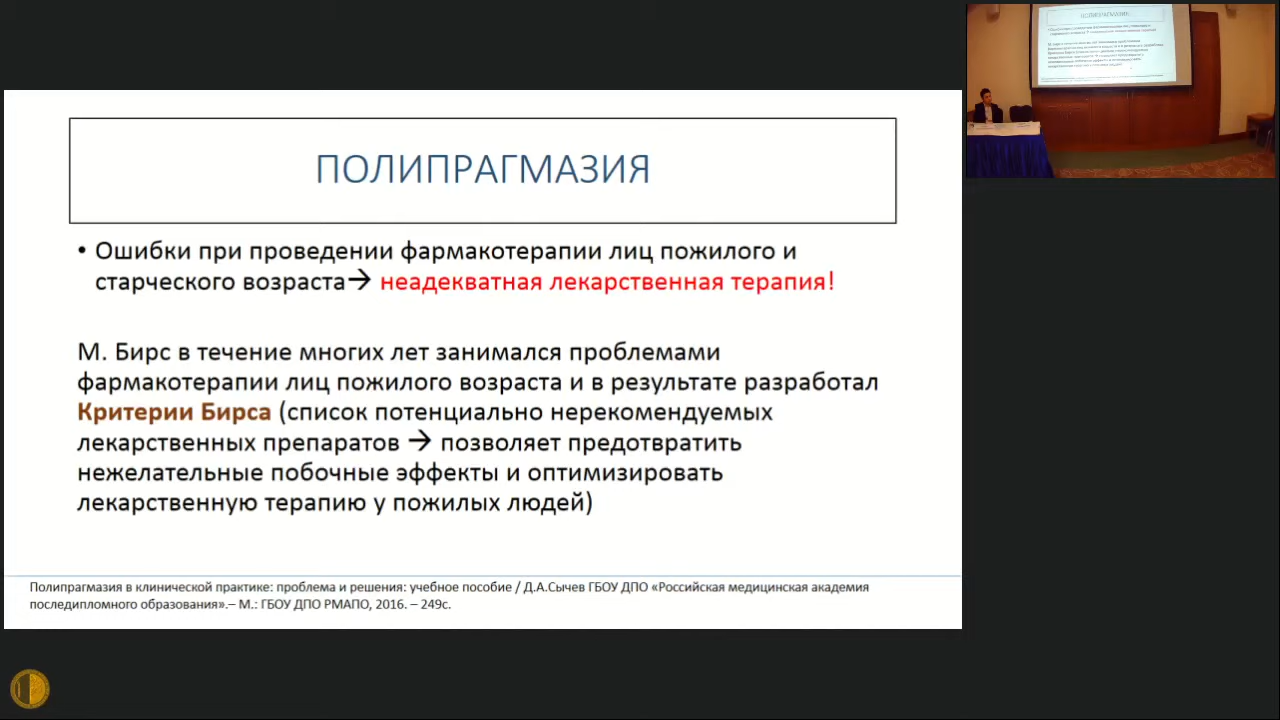 ПОЛИПРАГМАЗИЯ
• Ошибки при проведении фармакотерапии лиц пожилого и
старческого возраста→ неадекватная лекарственная терапия!
М. Бирс в течение многих лет занимался проблемами
фармакотерапии лиц пожилого возраста и в результате разработал
Критерии Бирса (список потенциально нерекомендуемых
лекарственных препаратов → позволяет предотвратить
нежелательные побочные эффекты и оптимизировать
лекарственную терапию у пожилых людей)
Полипрагмазия в клинической практике: проблема и решения: учебное пособие / Д.А.Сычев ГБОУ ДПО «Российская медицинская академия
последипломного образования».– М.: ГБОУ ДПО РМАПО, 2016. – 249с.
ПОЛИПРАГМАЗИЯ